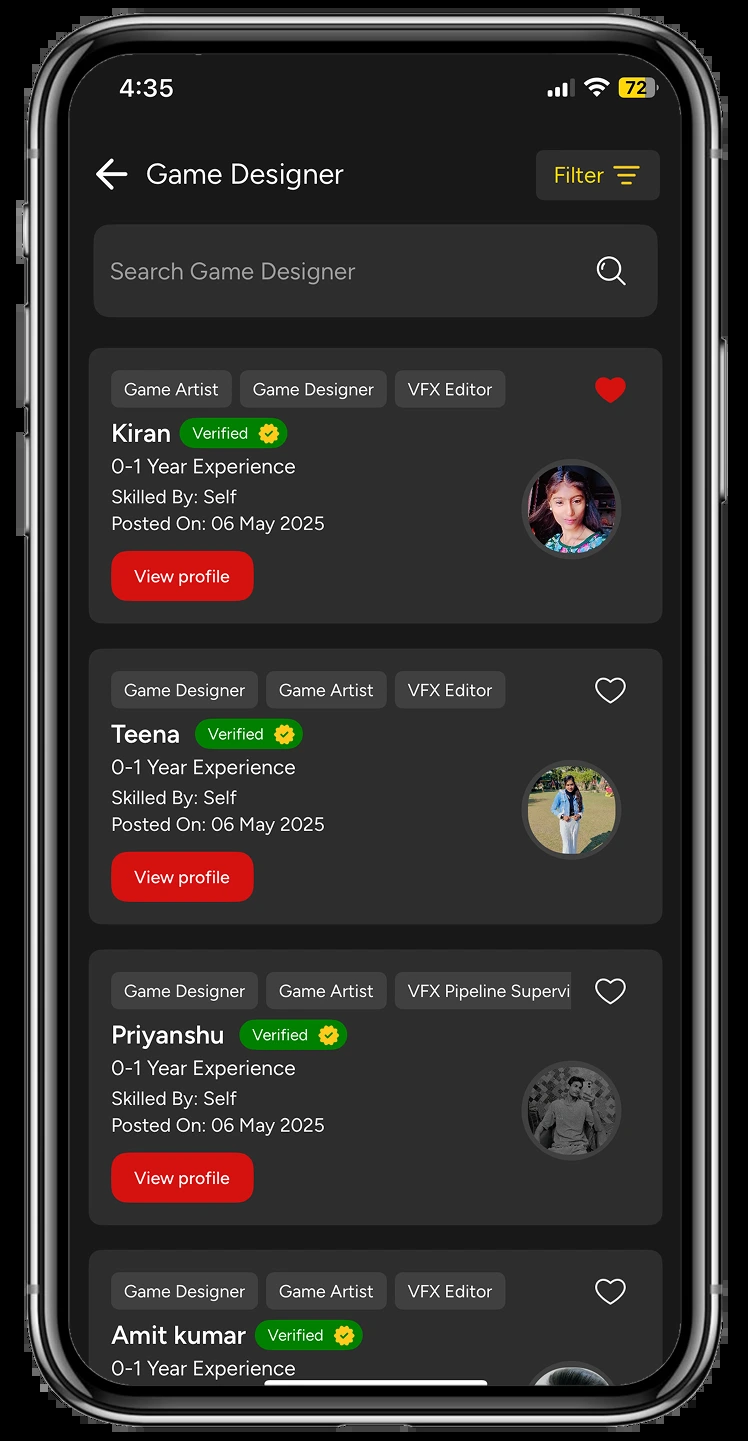 4:35 72
Game Designer Filter
Search Game Designer
Game Artist Game Designer VFX Editor
Kiran Verified
0-1 Year Experience
Skilled By: Self
Posted On: 06 May 2025
View profile
Game Designer Game Artist VFX Editor
Teena Verified
0-1 Year Experience
Skilled By: Self
Posted On: 06 May 2025
View profile
Game Designer Game Artist VFX Pipeline Supervi
Priyanshu Verified
0-1 Year Experience
Skilled By: Self
Posted On: 06 May 2025
View profile
Game Designer Game Artist VFX Editor
Amit kumar Verified
0-1 Year Experience